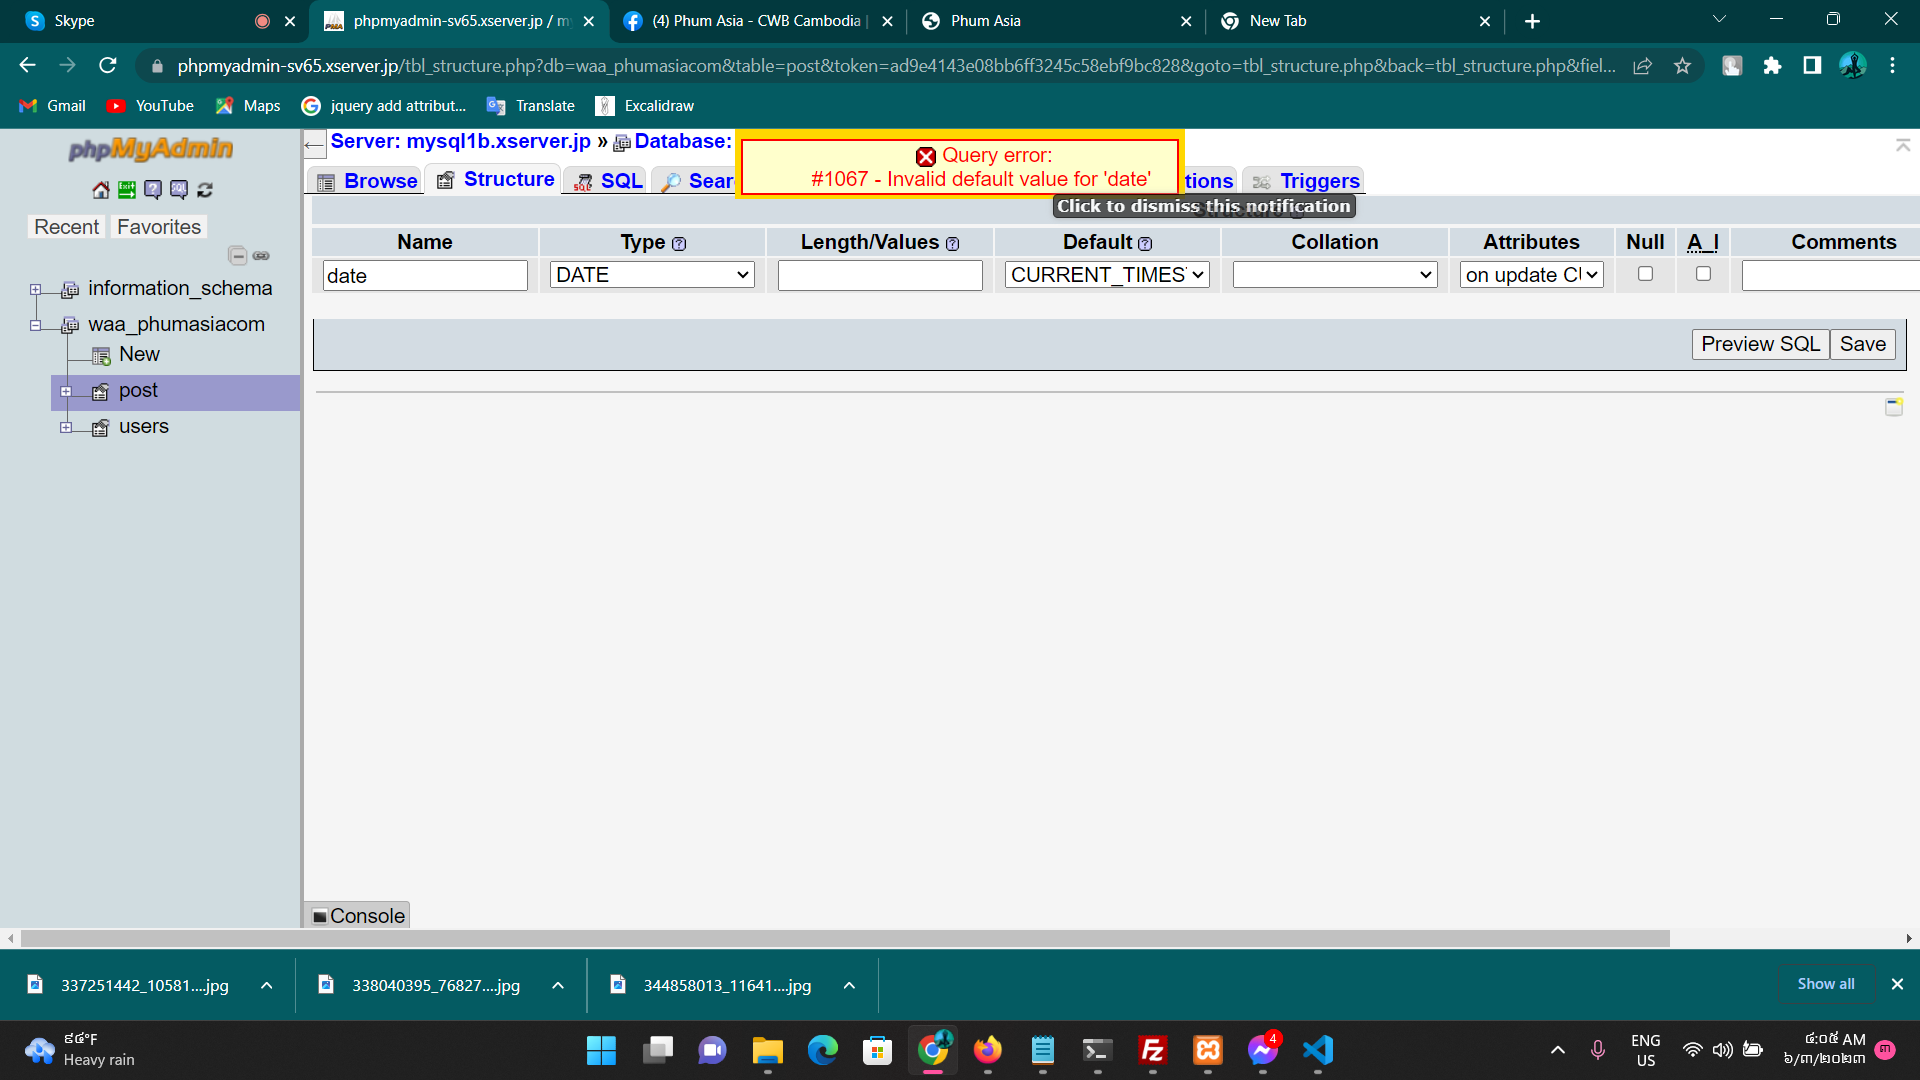 Skype
phpmyadmin-sv65.xserver.jp / my
(4) Phum Asia - CWB Cambodia |
Phum Asia
New Tab
phpmyadmin-sv65.xserver.jp/tbl_structure.php?db=waa_phumasiacom&table=post&token=ad9e4143e08bb6ff3245c58ebf9bc828&goto=tbl_structure.php&back=tbl_structure.php&fiel...
Gmail
YouTube
Maps
jquery add attribut...
Translate
Excalidraw
phpMyAdmin
Recent
Favorites
information_schema
waa_phumasiacom
New
post
users
Server: mysql1b.xserver.jp » Database:
Query error:
#1067 - Invalid default value for 'date'
Click to dismiss this notification
Browse
Structure
SQL
Sear
tions
Triggers
Structure
Name
Type
Length/Values
Default
Collation
Attributes
Null
A_I
Comments
date
DATE
CURRENT_TIMES
on update CU
Preview SQL
Save
Console
337251442_10581....jpg
338040395_76827....jpg
344858013_11641....jpg
Show all
៩៤°F
Heavy rain
4
ENG
US
៤:០៥ AM
៦/៣/២០២៣